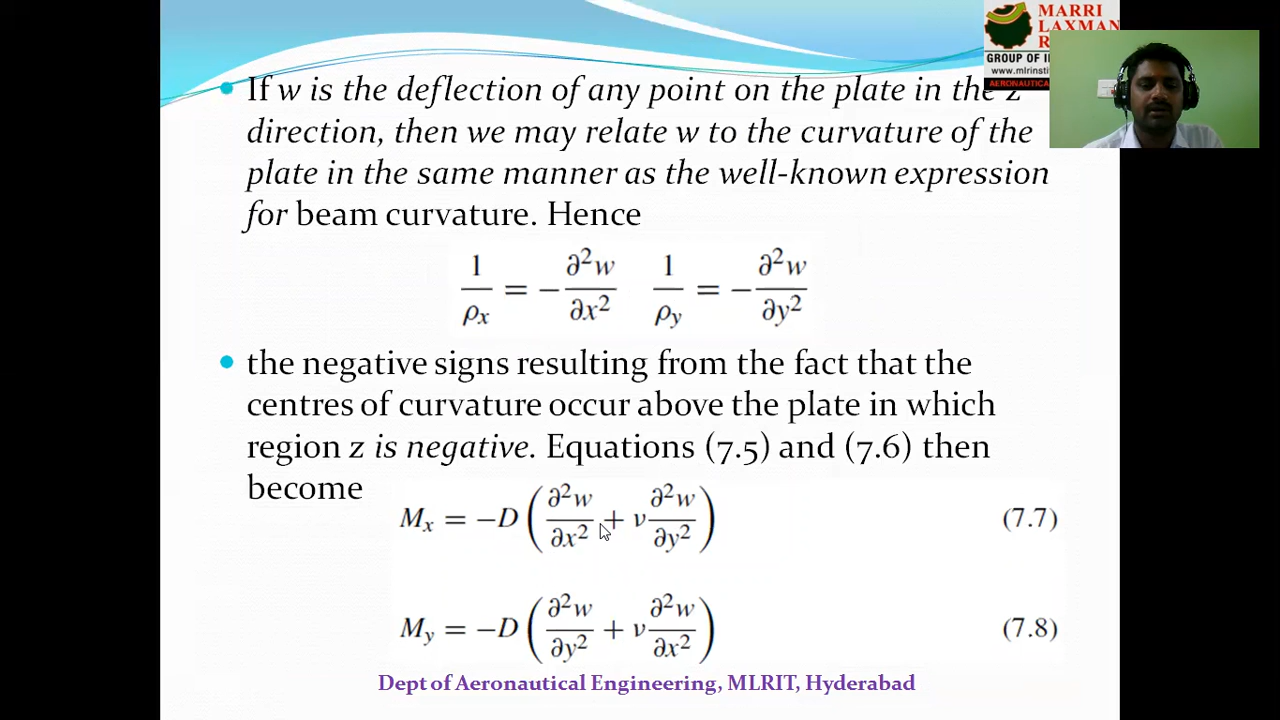 MARRI
LAXMAN
R
GROUP OF I
www.mlrinsti
AERONAUTICAL
If w is the deflection of any point on the plate in the z
direction, then we may relate w to the curvature of the
plate in the same manner as the well-known expression
for beam curvature. Hence
1/ρx = −∂²w/∂x² 1/ρy = −∂²w/∂y²
the negative signs resulting from the fact that the
centres of curvature occur above the plate in which
region z is negative. Equations (7.5) and (7.6) then
become
Mx = −D(∂²w/∂x² + ν ∂²w/∂y²) (7.7)
My = −D(∂²w/∂y² + ν ∂²w/∂x²) (7.8)
Dept of Aeronautical Engineering, MLRIT, Hyderabad